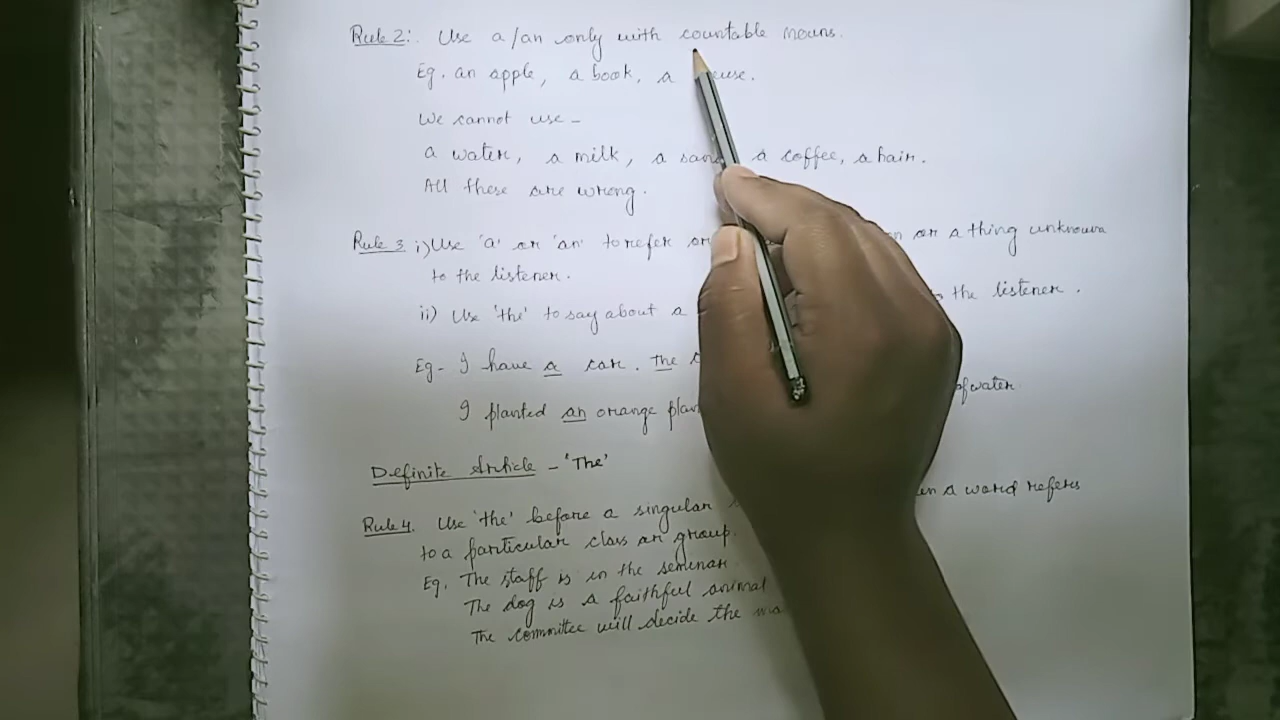 Rule 2:. Use a/an only with countable nouns.
Eg. an apple, a book, a
We cannot use -
a water, a milk, a a coffee, a hair.
All these are wrong.
Rule 3 i) Use 'a' or 'an' to refer or a thing unknown
to the listener.
ii) Use 'the' to say about a the listener.
Eg- I have a car. The
I planted an orange of water
Definite Article - 'The'
Rule 4. Use 'the' before a singular a word refers
to a particular class or group.
Eg. The staff is in the seminar
The dog is a faithful animal
The committee will decide the